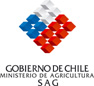 GOBIERNO DE CHILE
MINISTERIO DE AGRICULTURA
SAG